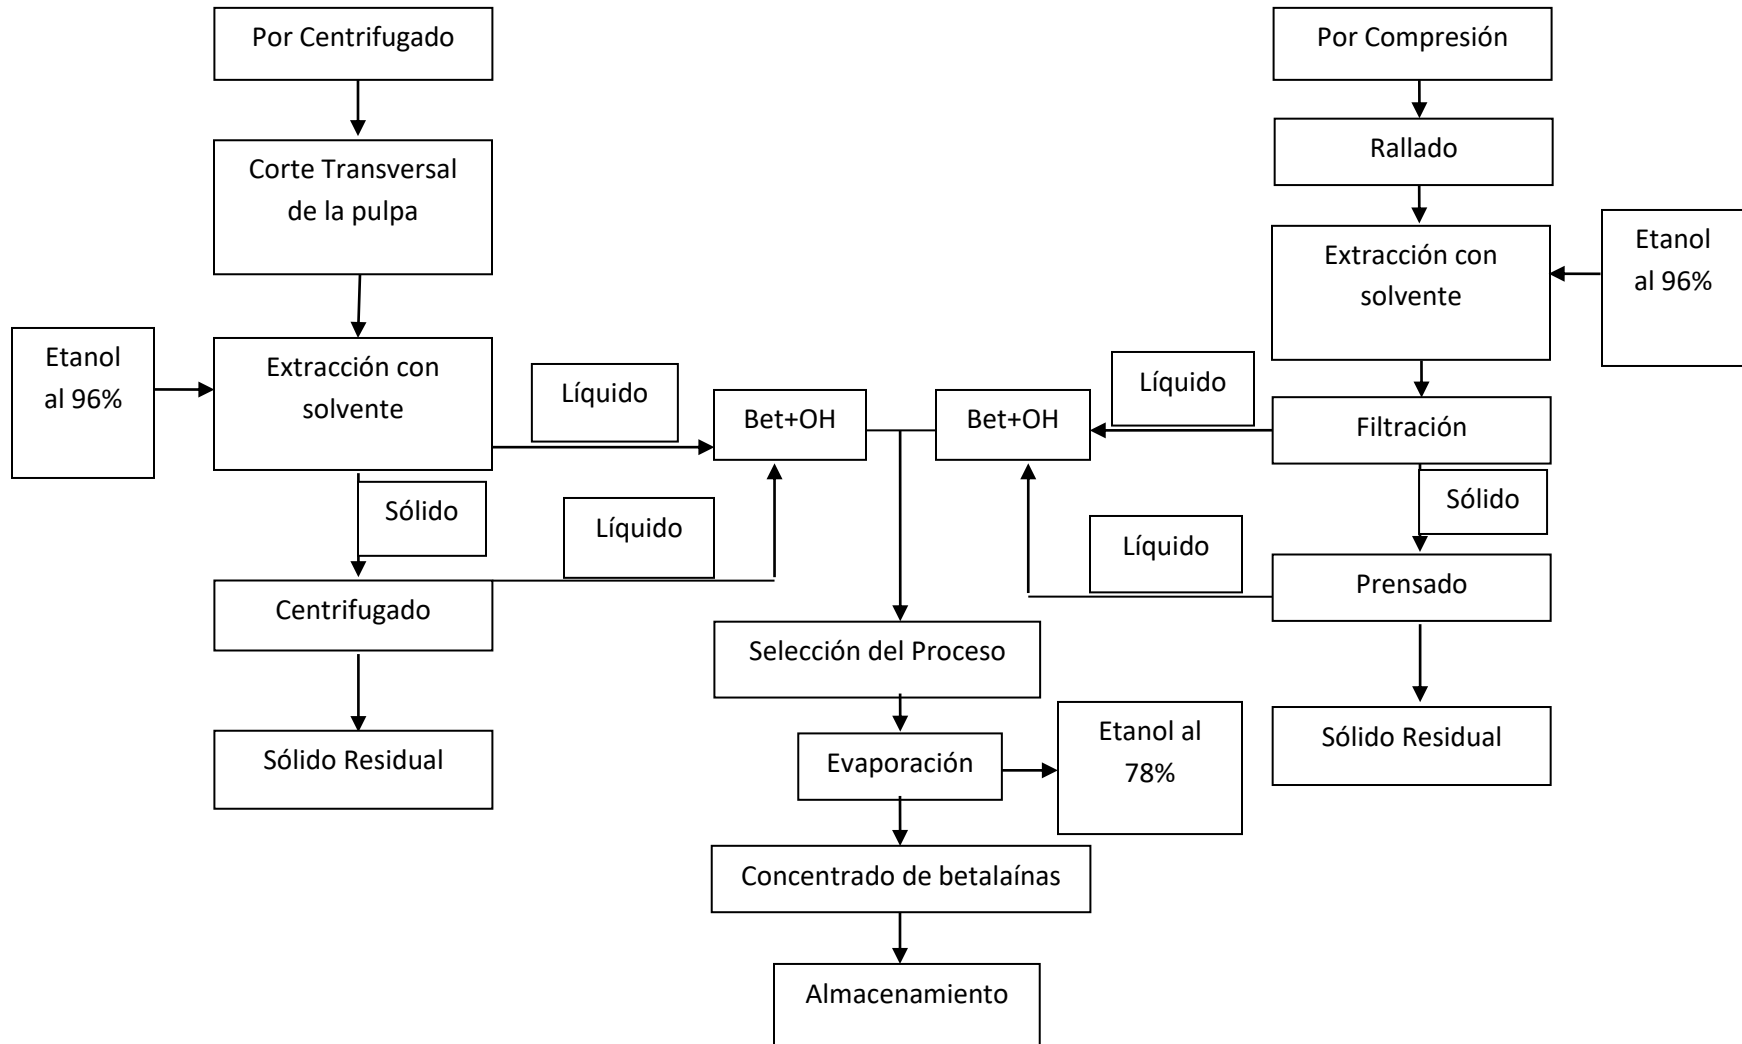 Por Centrifugado
Por Compresión
Corte Transversal
de la pulpa
Rallado
Extracción con
solvente
Etanol
al 96%
Etanol
al 96%
Extracción con
solvente
Líquido
Bet+OH
Bet+OH
Líquido
Filtración
Sólido
Líquido
Sólido
Líquido
Centrifugado
Prensado
Selección del Proceso
Sólido Residual
Evaporación
Etanol al
78%
Sólido Residual
Concentrado de betalaínas
Almacenamiento